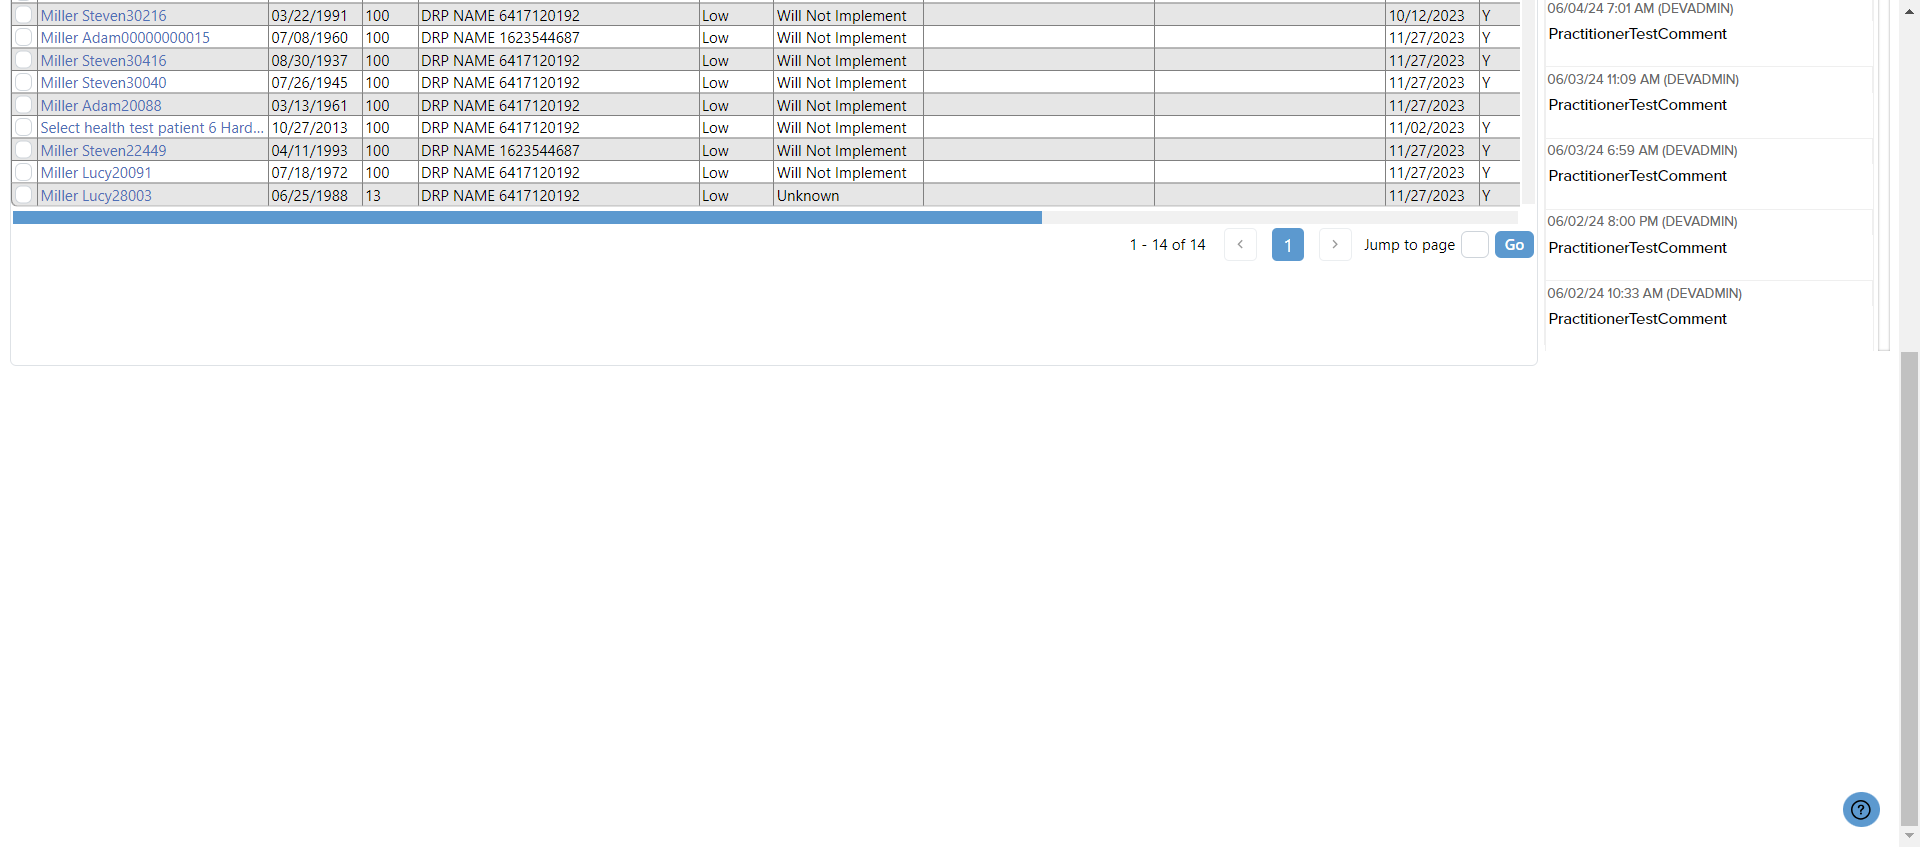 Miller Steven30216 03/22/1991 100 DRP NAME 6417120192 Low Will Not Implement 10/12/2023 Y
Miller Adam00000000015 07/08/1960 100 DRP NAME 1623544687 Low Will Not Implement 11/27/2023 Y
Miller Steven30416 08/30/1937 100 DRP NAME 6417120192 Low Will Not Implement 11/27/2023 Y
Miller Steven30040 07/26/1945 100 DRP NAME 6417120192 Low Will Not Implement 11/27/2023 Y
Miller Adam20088 03/13/1961 100 DRP NAME 6417120192 Low Will Not Implement 11/27/2023
Select health test patient 6 Hard... 10/27/2013 100 DRP NAME 6417120192 Low Will Not Implement 11/02/2023 Y
Miller Steven22449 04/11/1993 100 DRP NAME 1623544687 Low Will Not Implement 11/27/2023 Y
Miller Lucy20091 07/18/1972 100 DRP NAME 6417120192 Low Will Not Implement 11/27/2023 Y
Miller Lucy28003 06/25/1988 13 DRP NAME 6417120192 Low Unknown 11/27/2023 Y
1 - 14 of 14 < 1 > Jump to page Go
06/04/24 7:01 AM (DEVADMIN)
PractitionerTestComment
06/03/24 11:09 AM (DEVADMIN)
PractitionerTestComment
06/03/24 6:59 AM (DEVADMIN)
PractitionerTestComment
06/02/24 8:00 PM (DEVADMIN)
PractitionerTestComment
06/02/24 10:33 AM (DEVADMIN)
PractitionerTestComment
?